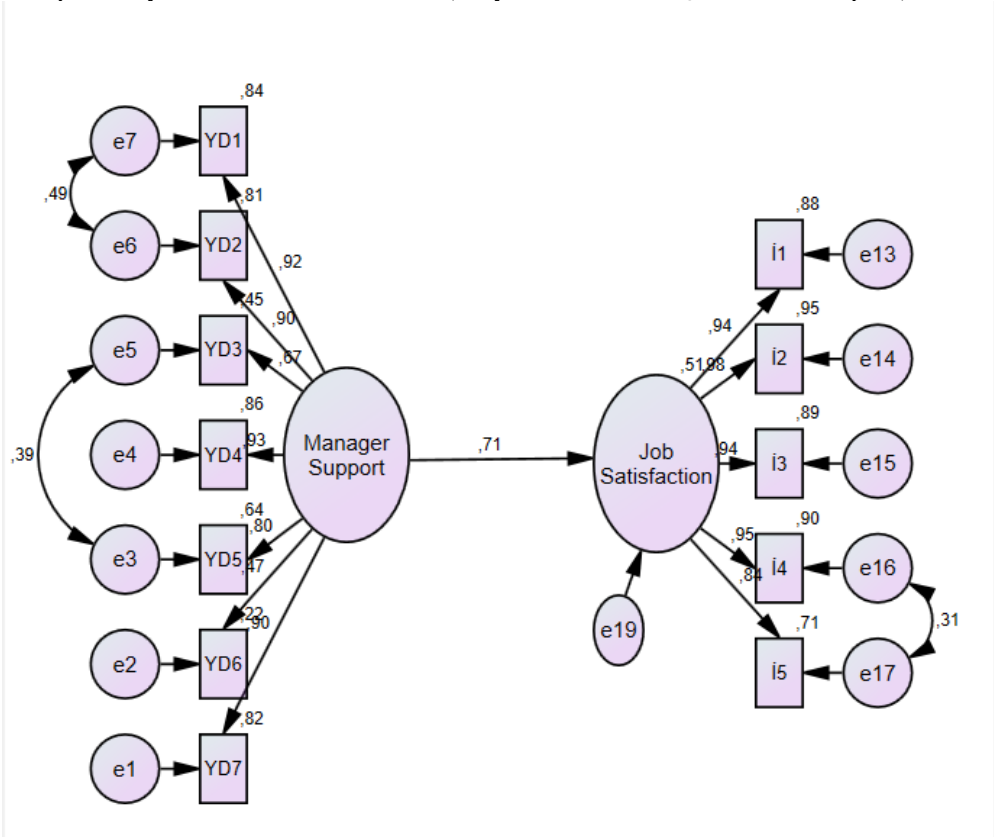 ,84
e7
YD1
,49
,81
e6
YD2
,92
,45
,90
e5
YD3
,67
,86
e4
YD4
,93
Manager
Support
,39
,71
,64
,80
e3
YD5
,47
,22
,90
e2
YD6
,82
e1
YD7
,88
İ1
e13
,94
,95
,51
,98
İ2
e14
,89
Job
Satisfaction
,94
İ3
e15
,90
,95
İ4
e16
,84
,31
e19
,71
İ5
e17